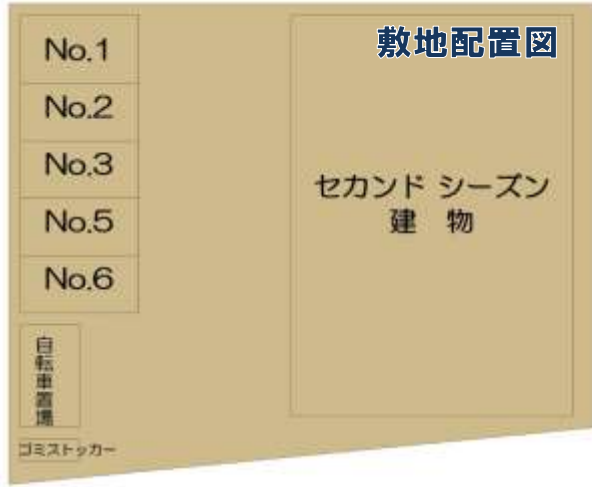 敷地配置図
No.1
No.2
No.3
No.5
No.6
セカンド シーズン
建 物
自転車置場
ゴミストッカー